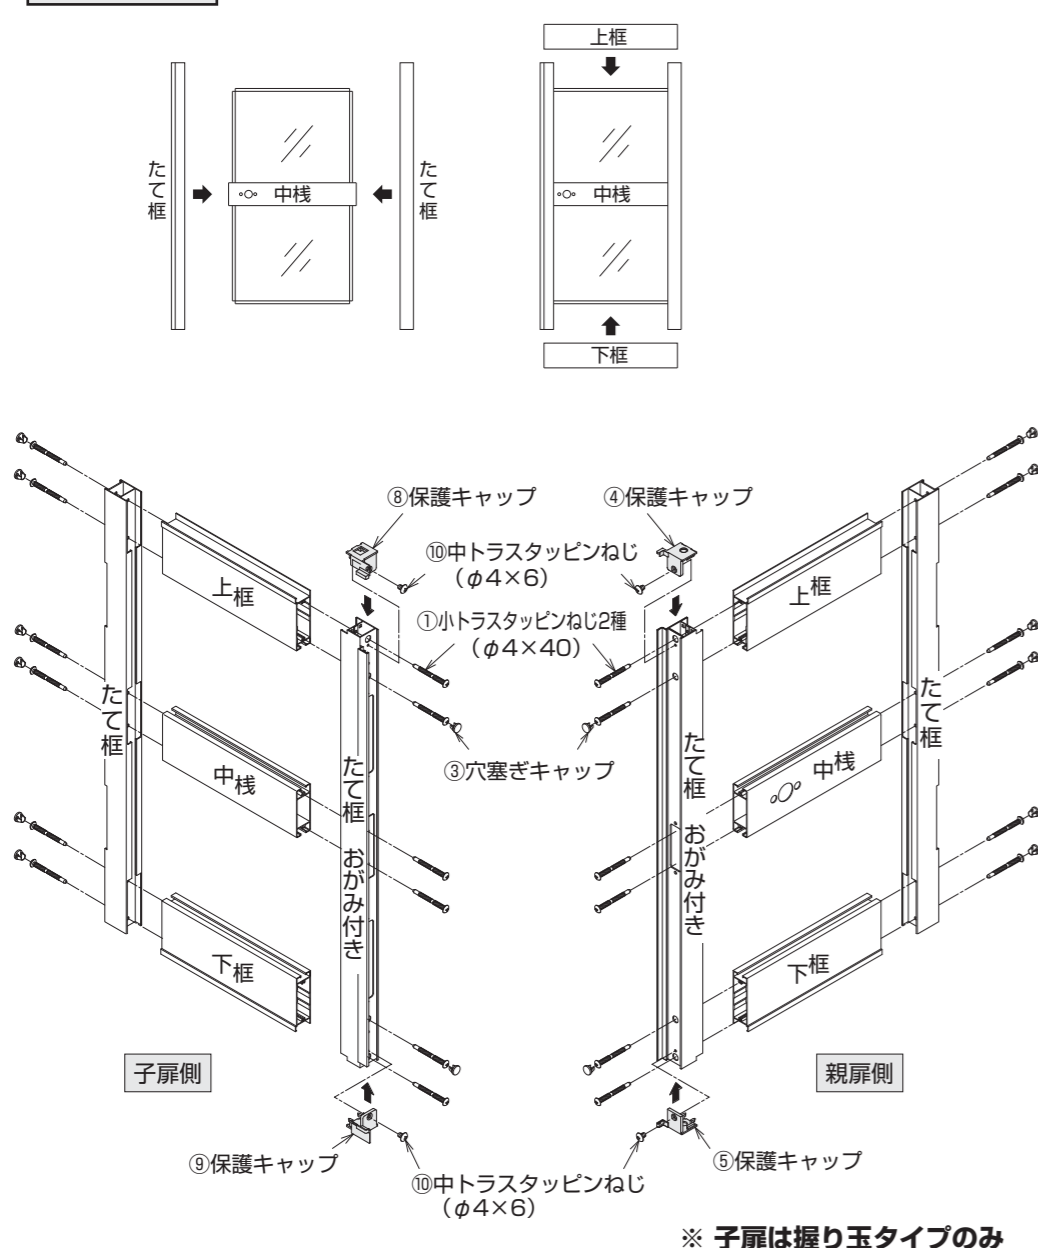 上框
たて框
中桟
たて框
中桟
下框
⑧保護キャップ
④保護キャップ
⑩中トラスタッピンねじ
(φ4×6)
①小トラスタッピンねじ2種
(φ4×40)
③穴塞ぎキャップ
上框
たて框
中桟
下框
たて框 おがみ付き
上框
たて框
中桟
下框
たて框 おがみ付き
子扉側
親扉側
⑨保護キャップ
⑤保護キャップ
⑩中トラスタッピンねじ
(φ4×6)
※ 子扉は握り玉タイプのみ